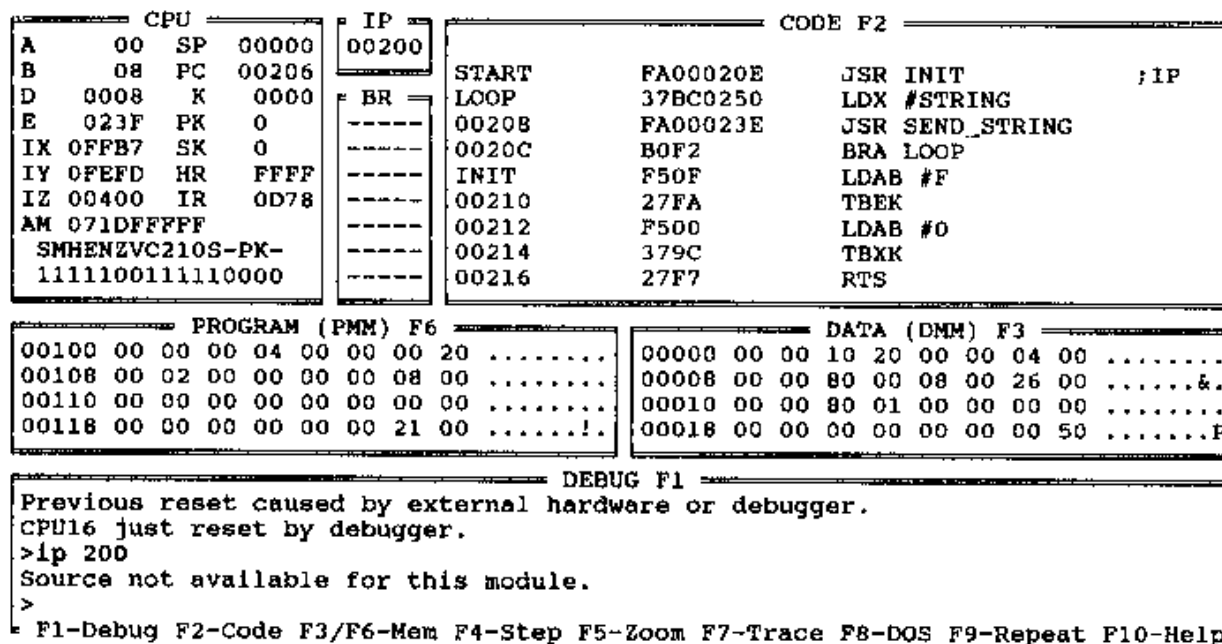 CPU
A 00 SP 00000
B 08 PC 00206
D 0008 K 0000
E 023F PK 0
IX 0FFB7 SK 0
IY 0FEFD HR FFFF
IZ 00400 IR 0D78
AM 071DFFFFF
SMHENZVC210S-PK-
1111100111110000
IP
00200
BR
------
------
------
------
------
------
------
CODE F2
START FA00020E JSR INIT ;IP
LOOP 37BC0250 LDX #STRING
00208 FA00023E JSR SEND_STRING
0020C B0F2 BRA LOOP
INIT F50F LDAB #F
00210 27FA TBEK
00212 F500 LDAB #0
00214 379C TBXK
00216 27F7 RTS
PROGRAM (PMM) F6
00100 00 00 00 04 00 00 00 20 ........
00108 00 02 00 00 00 00 08 00 ........
00110 00 00 00 00 00 00 00 00 ........
00118 00 00 00 00 00 00 21 00 ......!.
DATA (DMM) F3
00000 00 00 10 20 00 00 04 00 ........
00008 00 00 80 00 08 00 26 00 ......&.
00010 00 00 80 01 00 00 00 00 ........
00018 00 00 00 00 00 00 00 50 .......P
DEBUG F1
Previous reset caused by external hardware or debugger.
CPU16 just reset by debugger.
>ip 200
Source not available for this module.
>
F1-Debug F2-Code F3/F6-Mem F4-Step F5-Zoom F7-Trace F8-DOS F9-Repeat F10-Help